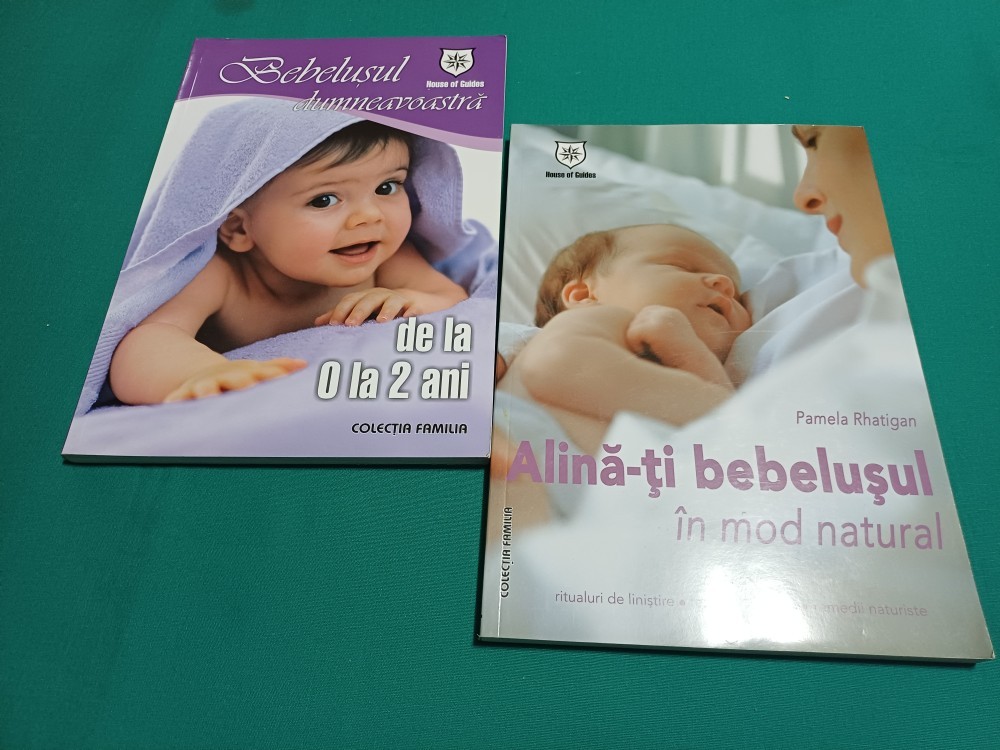 Bebelușul
dumneavoastră
House of Guides
de la
0 la 2 ani
COLECȚIA FAMILIA
House of Guides
Pamela Rhatigan
Alină-ți bebelușul
în mod natural
ritualuri de liniștire • remedii naturiste
COLECȚIA FAMILIA